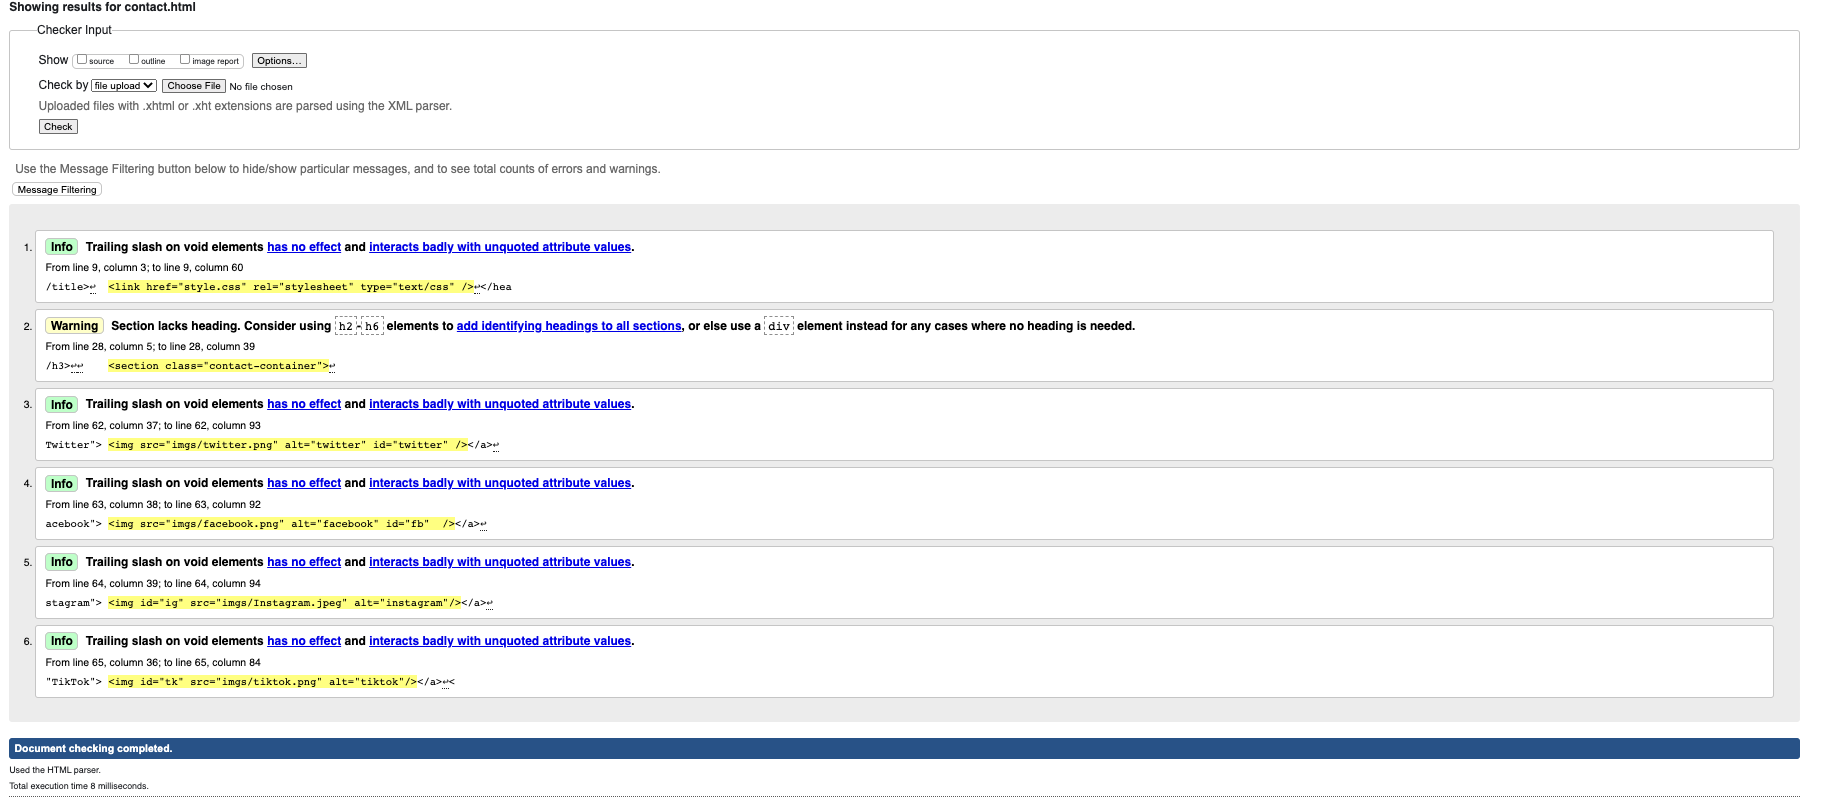 Showing results for contact.html
Checker Input
Show source outline image report Options...
Check by file upload Choose File No file chosen
Uploaded files with .xhtml or .xht extensions are parsed using the XML parser.
Check
Use the Message Filtering button below to hide/show particular messages, and to see total counts of errors and warnings.
Message Filtering
1. Info Trailing slash on void elements has no effect and interacts badly with unquoted attribute values.
From line 9, column 3; to line 9, column 60
/title>↩ <link href="style.css" rel="stylesheet" type="text/css" />↩</hea
2. Warning Section lacks heading. Consider using h2-h6 elements to add identifying headings to all sections, or else use a div element instead for any cases where no heading is needed.
From line 28, column 5; to line 28, column 39
/h3>↩↩ <section class="contact-container">↩
3. Info Trailing slash on void elements has no effect and interacts badly with unquoted attribute values.
From line 62, column 37; to line 62, column 93
Twitter"> <img src="imgs/twitter.png" alt="twitter" id="twitter" /></a>↩
4. Info Trailing slash on void elements has no effect and interacts badly with unquoted attribute values.
From line 63, column 38; to line 63, column 92
acebook"> <img src="imgs/facebook.png" alt="facebook" id="fb"  /></a>↩
5. Info Trailing slash on void elements has no effect and interacts badly with unquoted attribute values.
From line 64, column 39; to line 64, column 94
stagram"> <img id="ig" src="imgs/Instagram.jpeg" alt="instagram"/></a>↩
6. Info Trailing slash on void elements has no effect and interacts badly with unquoted attribute values.
From line 65, column 36; to line 65, column 84
"TikTok"> <img id="tk" src="imgs/tiktok.png" alt="tiktok"/></a>↩<
Document checking completed.
Used the HTML parser.
Total execution time 8 milliseconds.